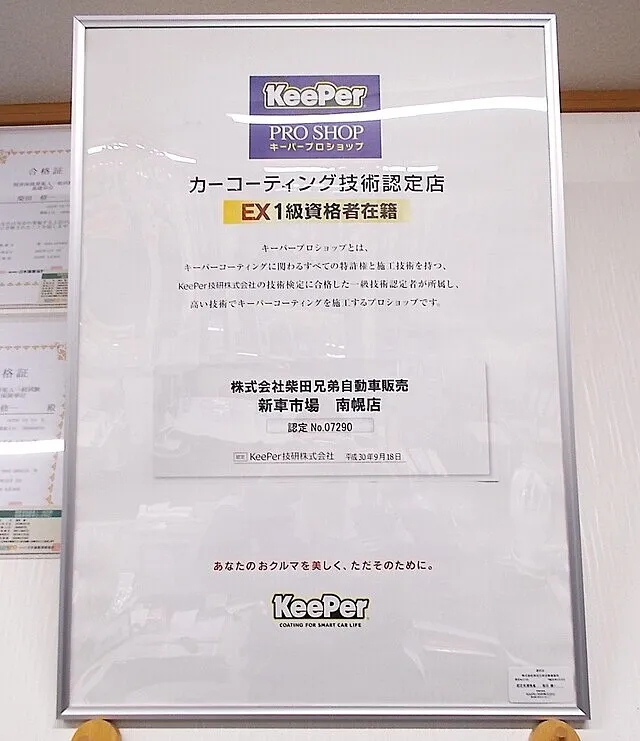 KeePer
PRO SHOP
キーパープロショップ
カーコーティング技術認定店
EX1級資格者在籍
キーパープロショップとは、
キーパーコーティングに関わるすべての特許権と施工技術を持つ、
KeePer技研株式会社の技術検定に合格した一級技術認定者が所属し、
高い技術でキーパーコーティングを施工するプロショップです。
株式会社柴田兄弟自動車販売
新車市場 南幌店
認定 No.07290
認定 KeePer技研株式会社 平成30年9月18日
あなたのおクルマを美しく、ただそのために。
KeePer
COATING FOR SMART CAR LIFE
合格証
格証
殿